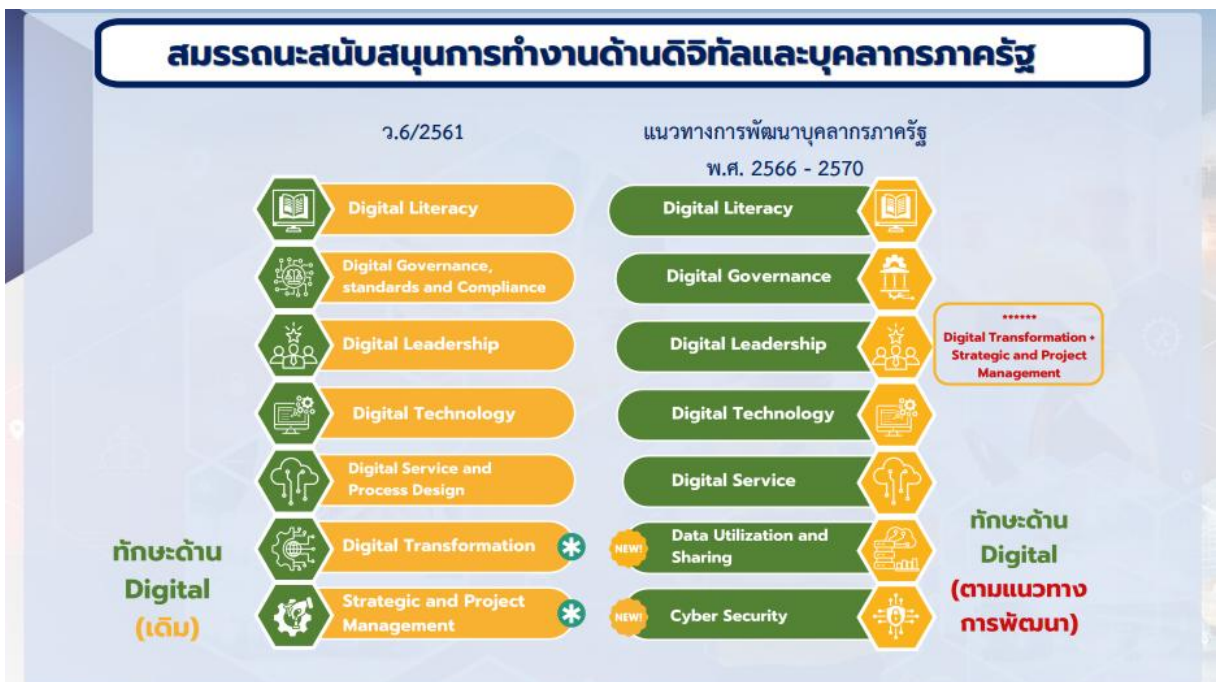 สมรรถนะสนับสนุนการทำงานด้านดิจิทัลและบุคลากรภาครัฐ
ว.6/2561
Digital Literacy
Digital Governance,
standards and Compliance
Digital Leadership
Digital Technology
Digital Service and
Process Design
Digital Transformation
Strategic and Project
Management
ทักษะด้าน
Digital
(เดิม)
แนวทางการพัฒนาบุคลากรภาครัฐ
พ.ศ. 2566 - 2570
Digital Literacy
Digital Governance
Digital Leadership
******
Digital Transformation +
Strategic and Project
Management
Digital Technology
Digital Service
NEW!
Data Utilization and
Sharing
NEW!
Cyber Security
ทักษะด้าน
Digital
(ตามแนวทาง
การพัฒนา)